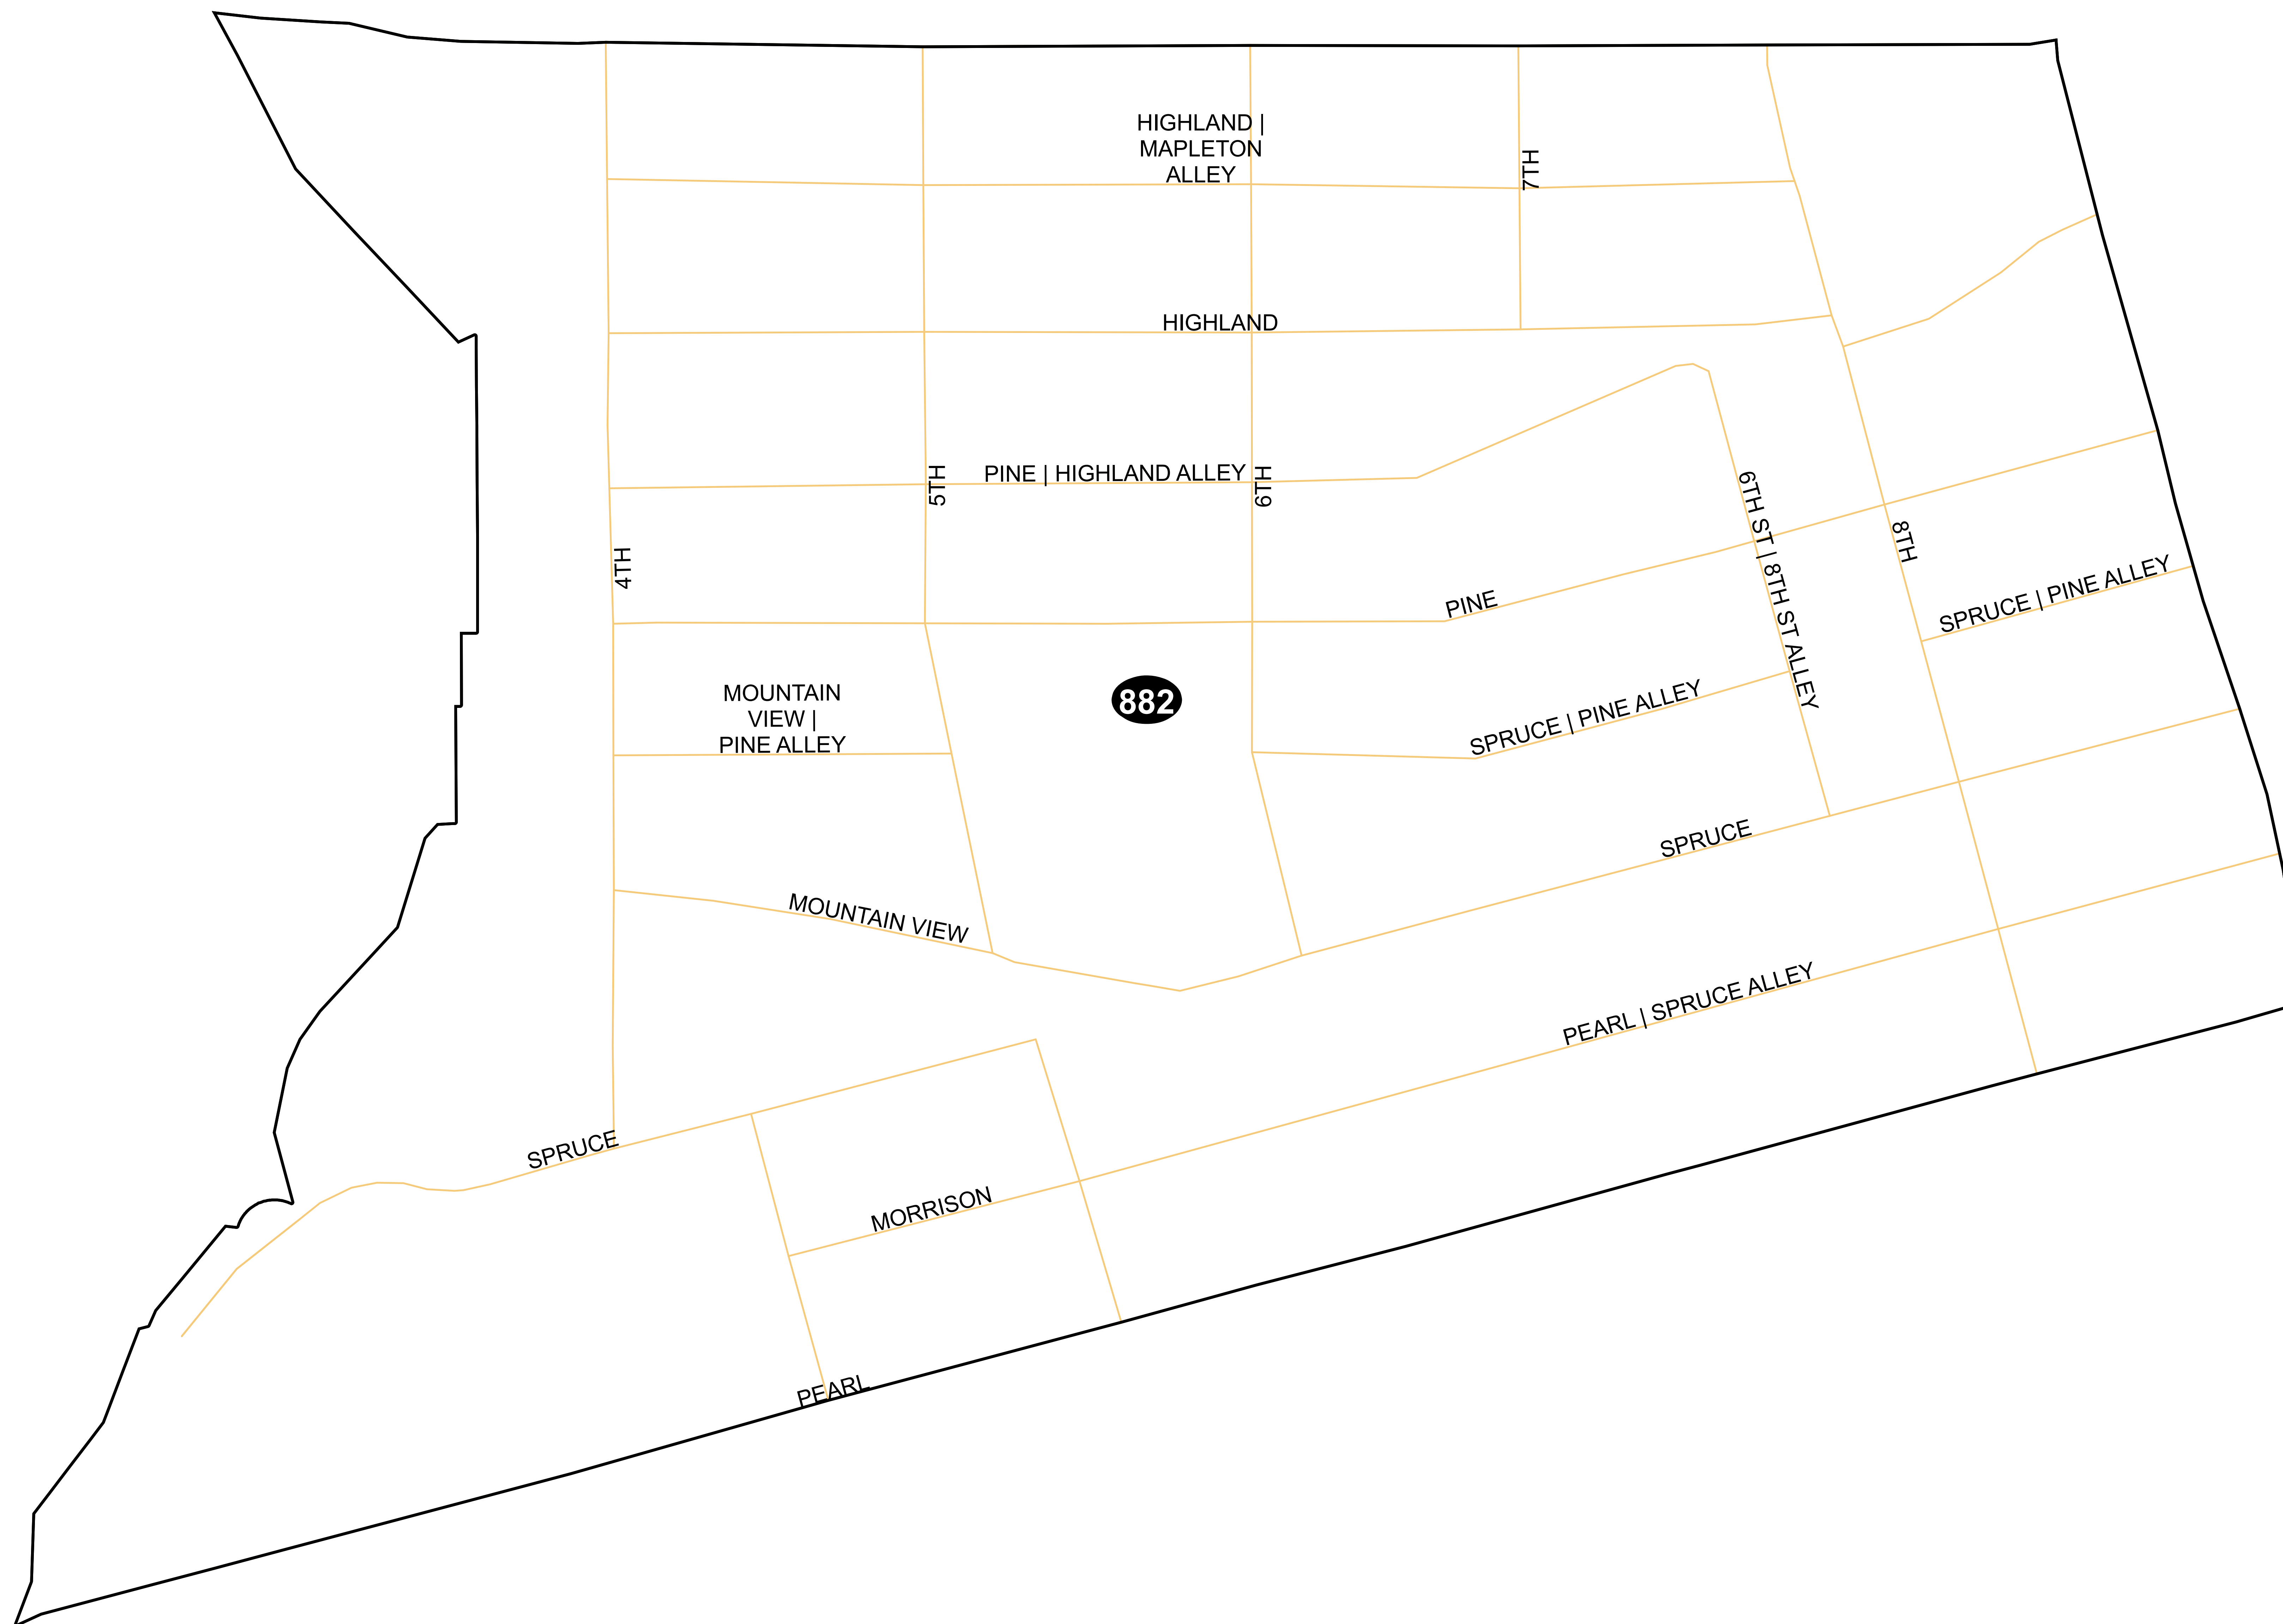 HIGHLAND |
MAPLETON
ALLEY
7TH
HIGHLAND
PINE | HIGHLAND ALLEY
5TH
6TH
6TH ST | 8TH ST ALLEY
8TH
4TH
SPRUCE | PINE ALLEY
PINE
MOUNTAIN
VIEW |
PINE ALLEY
882
SPRUCE | PINE ALLEY
SPRUCE
MOUNTAIN VIEW
PEARL | SPRUCE ALLEY
SPRUCE
MORRISON
PEARL